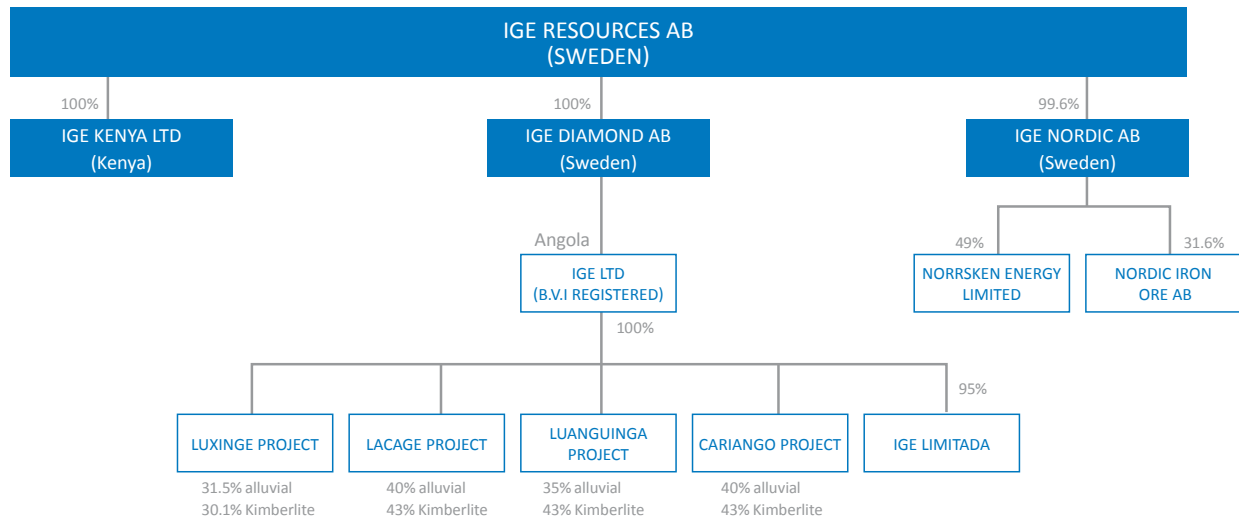 IGE RESOURCES AB
(SWEDEN)
100%
100%
99.6%
IGE KENYA LTD
(Kenya)
IGE DIAMOND AB
(Sweden)
IGE NORDIC AB
(Sweden)
Angola
49%
31.6%
IGE LTD
(B.V.I REGISTERED)
NORRSKEN ENERGY
LIMITED
NORDIC IRON
ORE AB
100%
95%
LUXINGE PROJECT
LACAGE PROJECT
LUANGUINGA
PROJECT
CARIANGO PROJECT
IGE LIMITADA
31.5% alluvial
30.1% Kimberlite
40% alluvial
43% Kimberlite
35% alluvial
43% Kimberlite
40% alluvial
43% Kimberlite